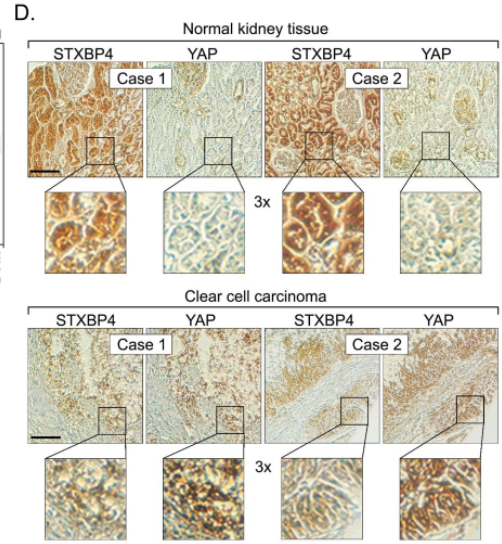 D.
Normal kidney tissue
STXBP4 YAP STXBP4 YAP
Case 1 Case 2
3x
Clear cell carcinoma
STXBP4 YAP STXBP4 YAP
Case 1 Case 2
3x